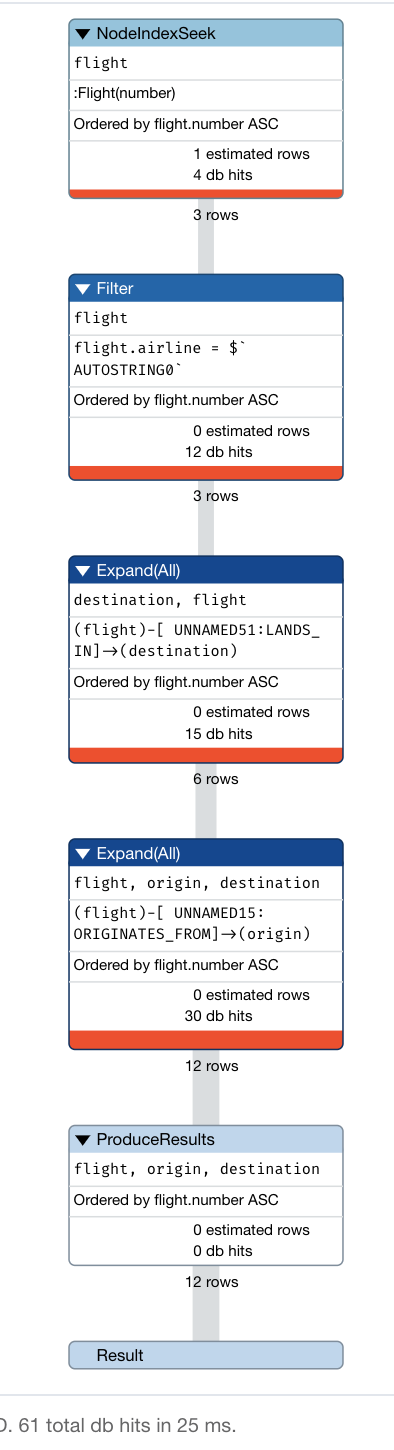 NodeIndexSeek
flight
:Flight(number)
Ordered by flight.number ASC
1 estimated rows
4 db hits
3 rows
Filter
flight
flight.airline = $`
AUTOSTRING0`
Ordered by flight.number ASC
0 estimated rows
12 db hits
3 rows
Expand(All)
destination, flight
(flight)-[ UNNAMED51:LANDS_
IN]->(destination)
Ordered by flight.number ASC
0 estimated rows
15 db hits
6 rows
Expand(All)
flight, origin, destination
(flight)-[ UNNAMED15:
ORIGINATES_FROM]->(origin)
Ordered by flight.number ASC
0 estimated rows
30 db hits
12 rows
ProduceResults
flight, origin, destination
Ordered by flight.number ASC
0 estimated rows
0 db hits
12 rows
Result
61 total db hits in 25 ms.